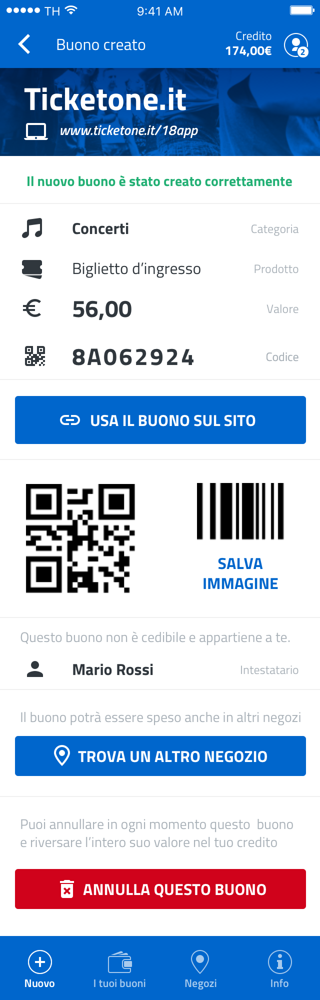 TH 9:41 AM
Buono creato
Credito
174,00€
2
Ticketone.it
www.ticketone.it/18app
Il nuovo buono è stato creato correttamente
Concerti Categoria
Biglietto d’ingresso Prodotto
€ 56,00 Valore
8A062924 Codice
USA IL BUONO SUL SITO
SALVA
IMMAGINE
Questo buono non è cedibile e appartiene a te.
Mario Rossi Intestatario
Il buono potrà essere speso anche in altri negozi
TROVA UN ALTRO NEGOZIO
Puoi annullare in ogni momento questo buono
e riversare l’intero suo valore nel tuo credito
ANNULLA QUESTO BUONO
Nuovo I tuoi buoni Negozi Info